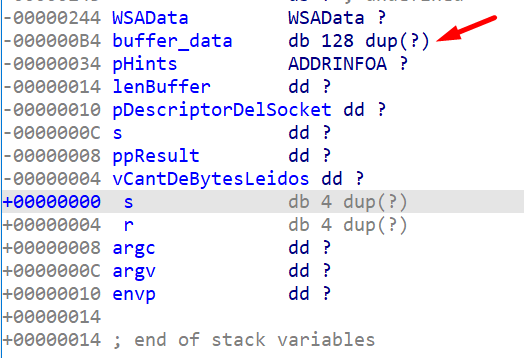 -00000244 WSAData WSAData ?
-000000B4 buffer_data db 128 dup(?)
-00000034 pHints ADDRINFOA ?
-00000014 lenBuffer dd ?
-00000010 pDescriptorDelSocket dd ?
-0000000C s dd ?
-00000008 ppResult dd ?
-00000004 vCantDeBytesLeidos dd ?
+00000000 s db 4 dup(?)
+00000004 r db 4 dup(?)
+00000008 argc dd ?
+0000000C argv dd ?
+00000010 envp dd ?
+00000014
+00000014 ; end of stack variables